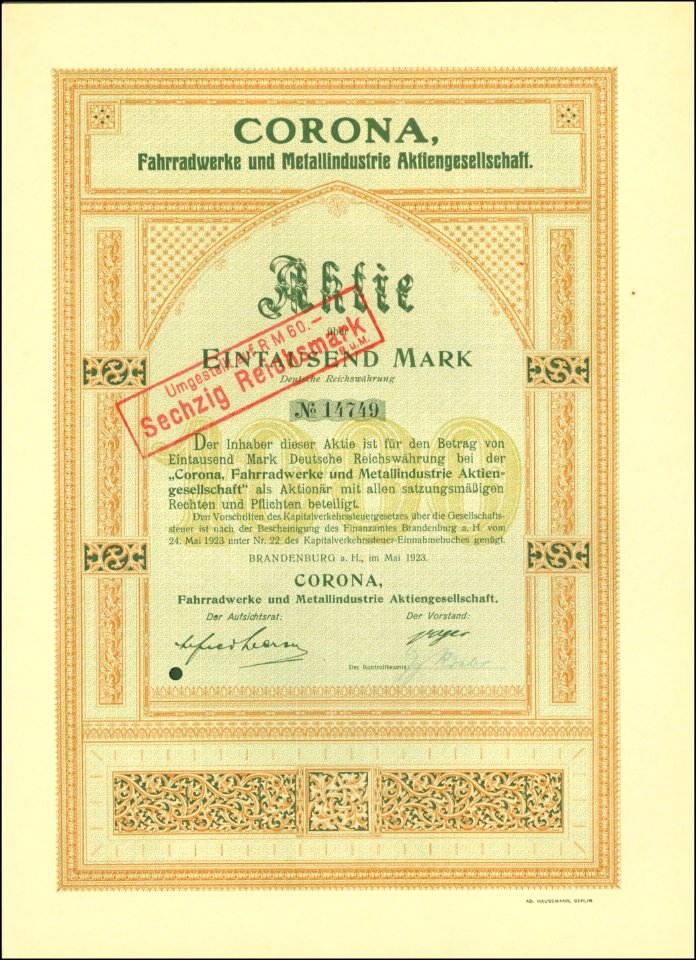 CORONA,
Fahrradwerke und Metallindustrie Aktiengesellschaft.
Aktie
über
EINTAUSEND MARK
Deutsche Reichswährung
Umgestellt auf RM 60.–
Sechzig Reichsmark
№ 14749
1000
Der Inhaber dieser Aktie ist für den Betrag von
Eintausend Mark Deutsche Reichswährung bei der
„Corona, Fahrradwerke und Metallindustrie Aktien-
gesellschaft“ als Aktionär mit allen satzungsmäßigen
Rechten und Pflichten beteiligt.
Den Vorschriften des Kapitalverkehrssteuergesetzes über die Gesellschafts-
steuer ist nach der Bescheinigung des Finanzamtes Brandenburg a. H. vom
24. Mai 1923 unter Nr. 22 des Kapitalverkehrssteuer-Einnahmebuches genügt.
BRANDENBURG a. H., im Mai 1923.
CORONA,
Fahrradwerke und Metallindustrie Aktiengesellschaft.
Der Aufsichtsrat:
Der Vorstand:
Der Kontrollbeamte
AD. HAUSSMANN, BERLIN